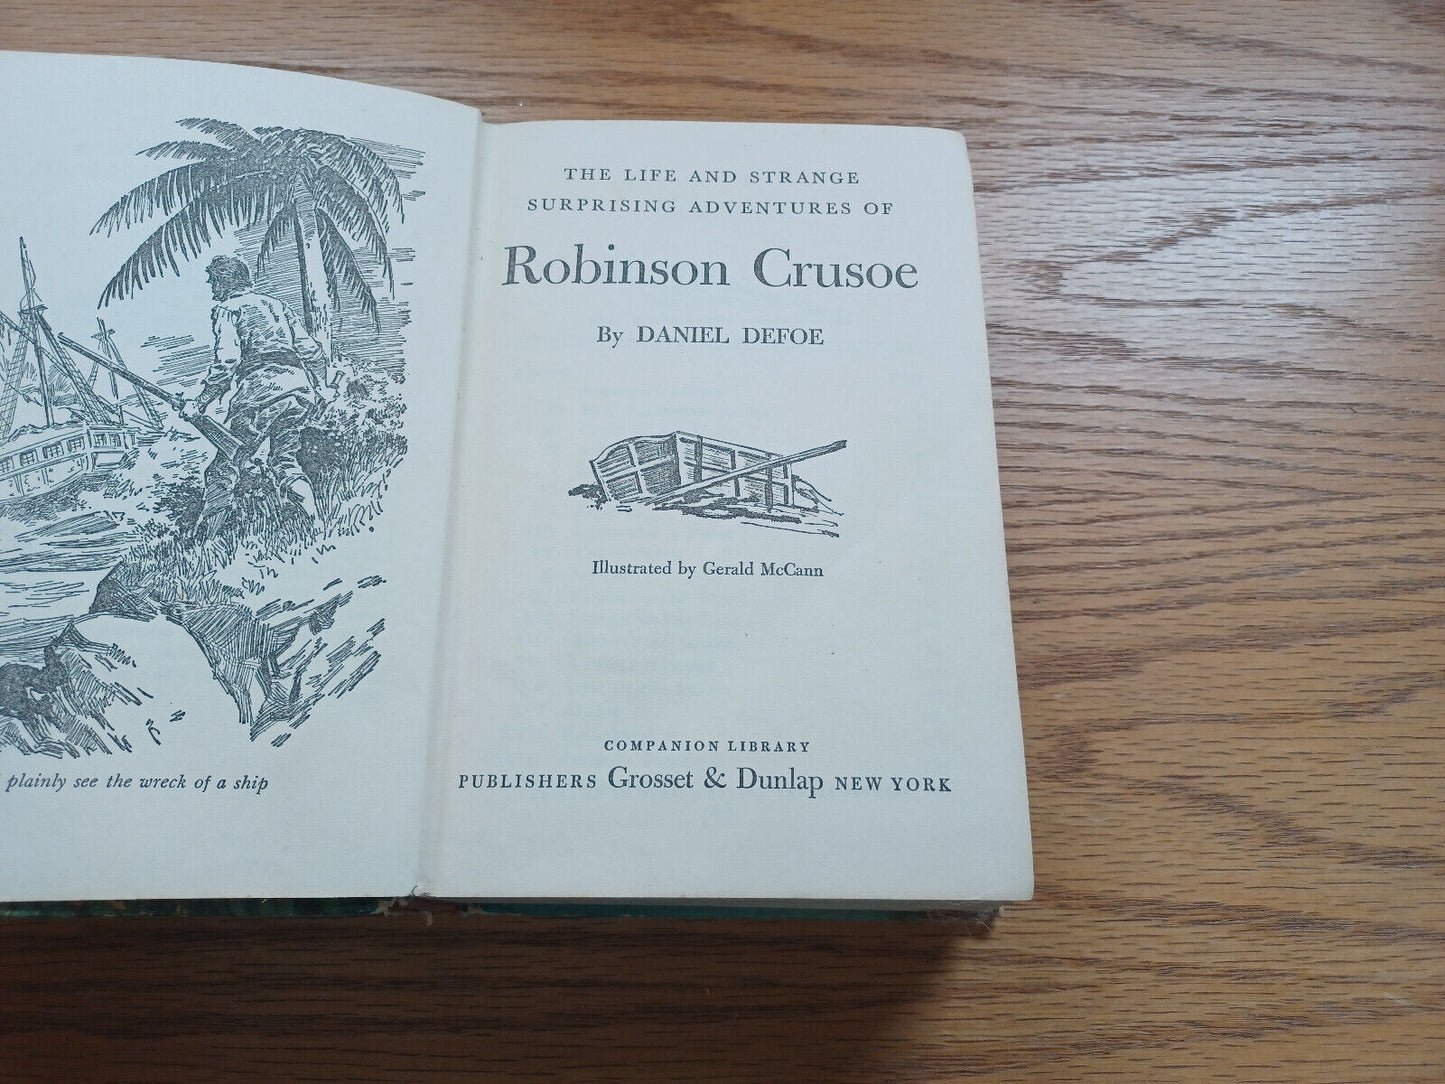 plainly see the wreck of a ship
THE LIFE AND STRANGE
SURPRISING ADVENTURES OF
Robinson Crusoe
By DANIEL DEFOE
Illustrated by Gerald McCann
COMPANION LIBRARY
PUBLISHERS Grosset & Dunlap NEW YORK